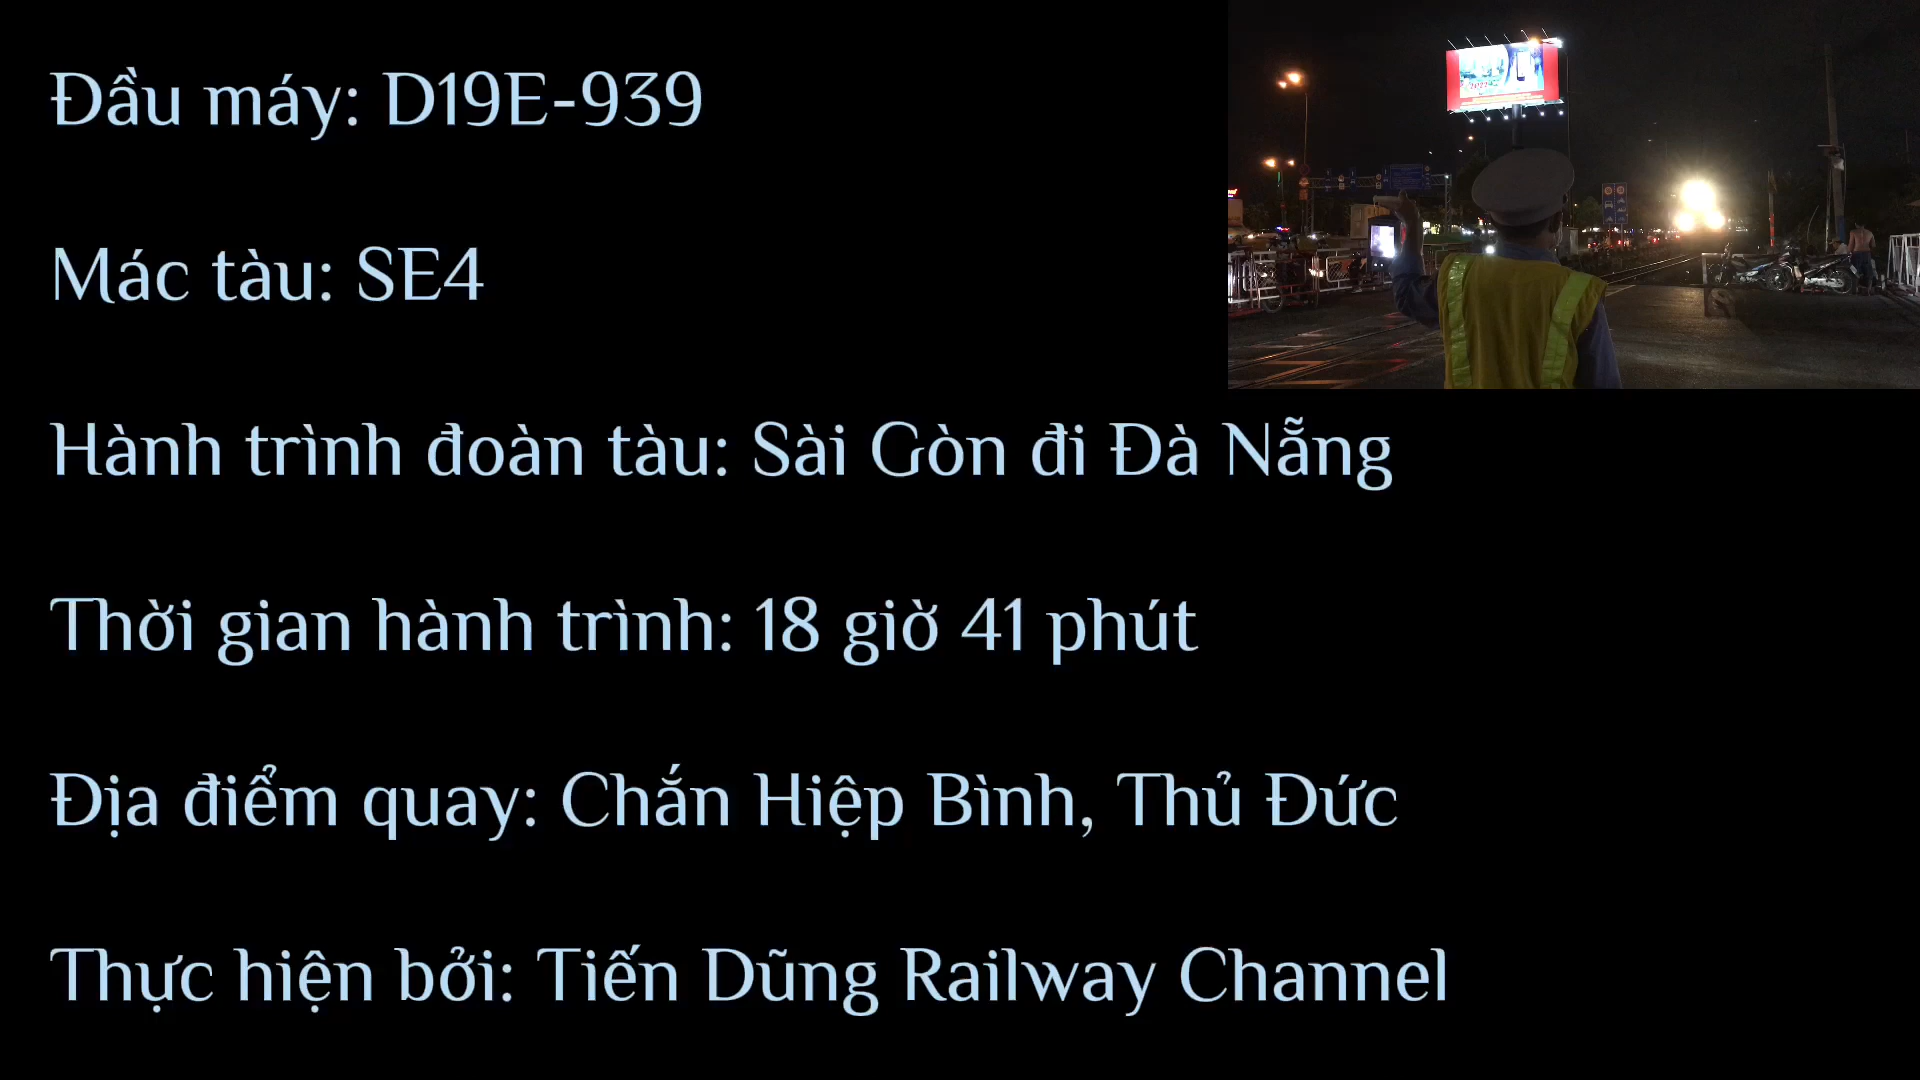 Đầu máy: D19E-939
Mác tàu: SE4
Hành trình đoàn tàu: Sài Gòn đi Đà Nẵng
Thời gian hành trình: 18 giờ 41 phút
Địa điểm quay: Chắn Hiệp Bình, Thủ Đức
Thực hiện bởi: Tiến Dũng Railway Channel